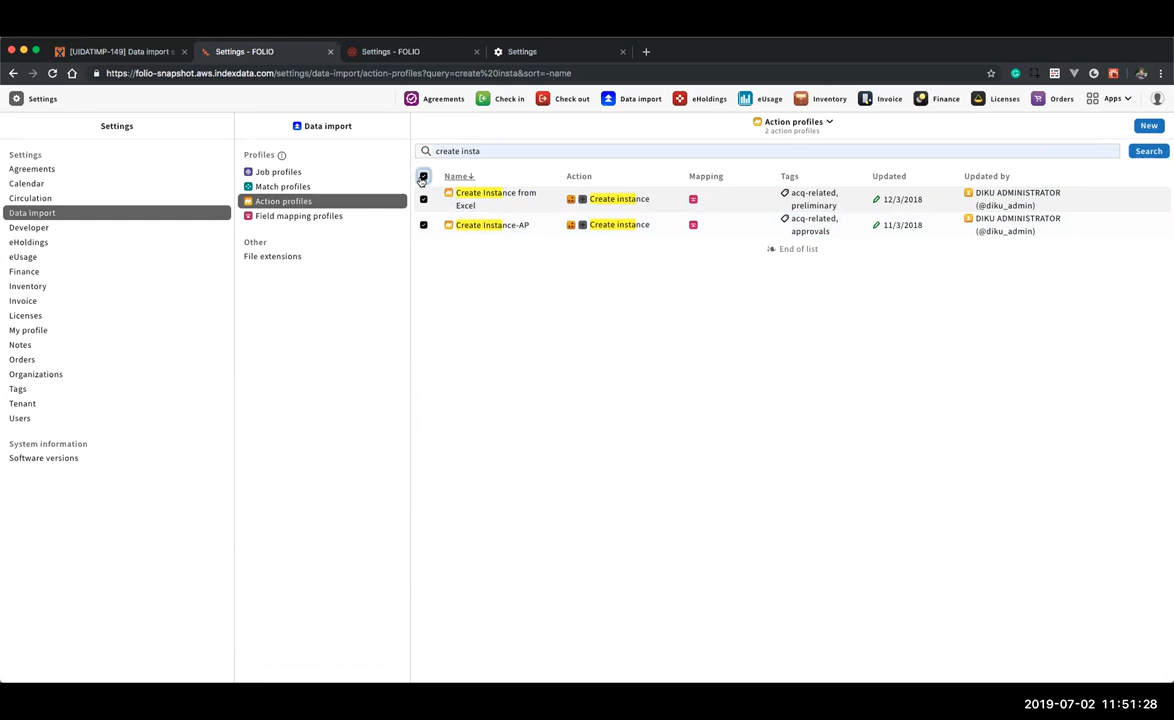 [UIDATIMP-149] Data import s
Settings - FOLIO
Settings - FOLIO
Settings
https://folio-snapshot.aws.indexdata.com/settings/data-import/action-profiles?query=create%20insta&sort=-name
Settings
Agreements
Check in
Check out
Data import
eHoldings
eUsage
Inventory
Invoice
Finance
Licenses
Orders
Apps
Settings
Settings
Agreements
Calendar
Circulation
Data import
Developer
eHoldings
eUsage
Finance
Inventory
Invoice
Licenses
My profile
Notes
Orders
Organizations
Tags
Tenant
Users
System information
Software versions
Data import
Profiles
Job profiles
Match profiles
Action profiles
Field mapping profiles
Other
File extensions
Action profiles
2 action profiles
New
create insta
Search
Name Action Mapping Tags Updated Updated by
Create Instance from
Excel
Create instance
acq-related,
preliminary
12/3/2018
DIKU ADMINISTRATOR
(@diku_admin)
Create Instance-AP
Create instance
acq-related,
approvals
11/3/2018
DIKU ADMINISTRATOR
(@diku_admin)
End of list
2019-07-02 11:51:28